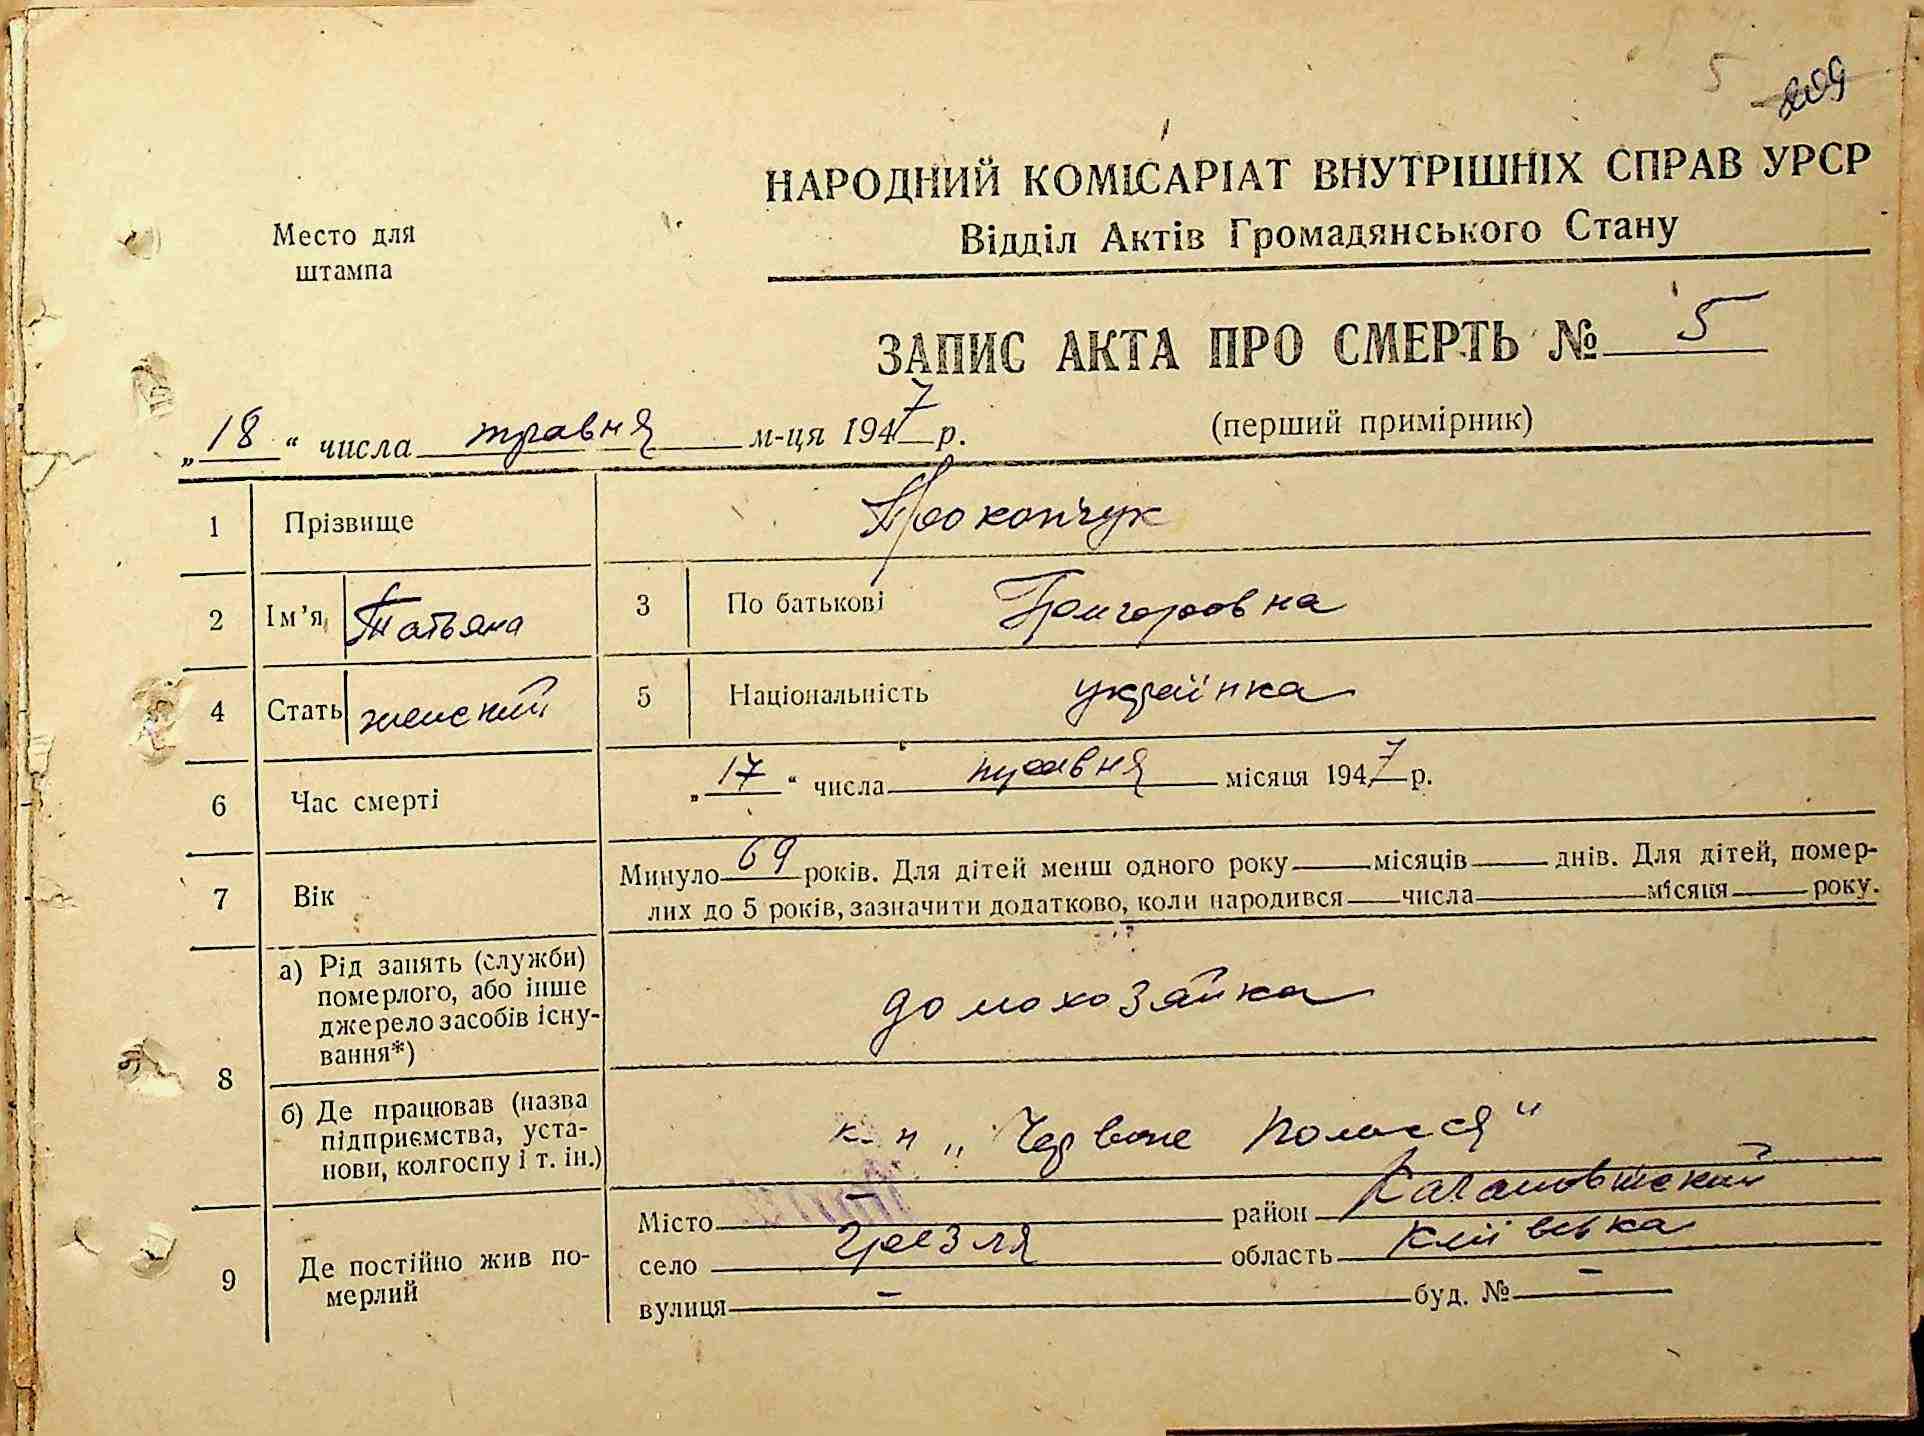 5 209
НАРОДНИЙ КОМІСАРІАТ ВНУТРІШНІХ СПРАВ УРСР
Відділ Актів Громадянського Стану
Место для
штампа
ЗАПИС АКТА ПРО СМЕРТЬ № 5
(перший примірник)
„18“ числа травня м-ця 1947 р.
1 Прізвище Прокопчук
2 Ім'я Татьяна 3 По батькові Григоровна
4 Стать женский 5 Національність українка
6 Час смерті „17“ числа травня місяця 1947 р.
7 Вік Минуло 69 років. Для дітей менш одного року місяців днів. Для дітей, помер-
лих до 5 років, зазначити додатково, коли народився числа місяця року.
8 а) Рід занять (служби)
померлого, або інше
джерело засобів існу-
вання*)
домохозяйка
б) Де працював (назва
підприємства, уста-
нови, колгоспу і т. ін.)
к-п „Червоне Полісся“
9 Де постійно жив по-
мерлий
Місто – район Кагановичский
село Грезля область Київська
вулиця – буд. № –